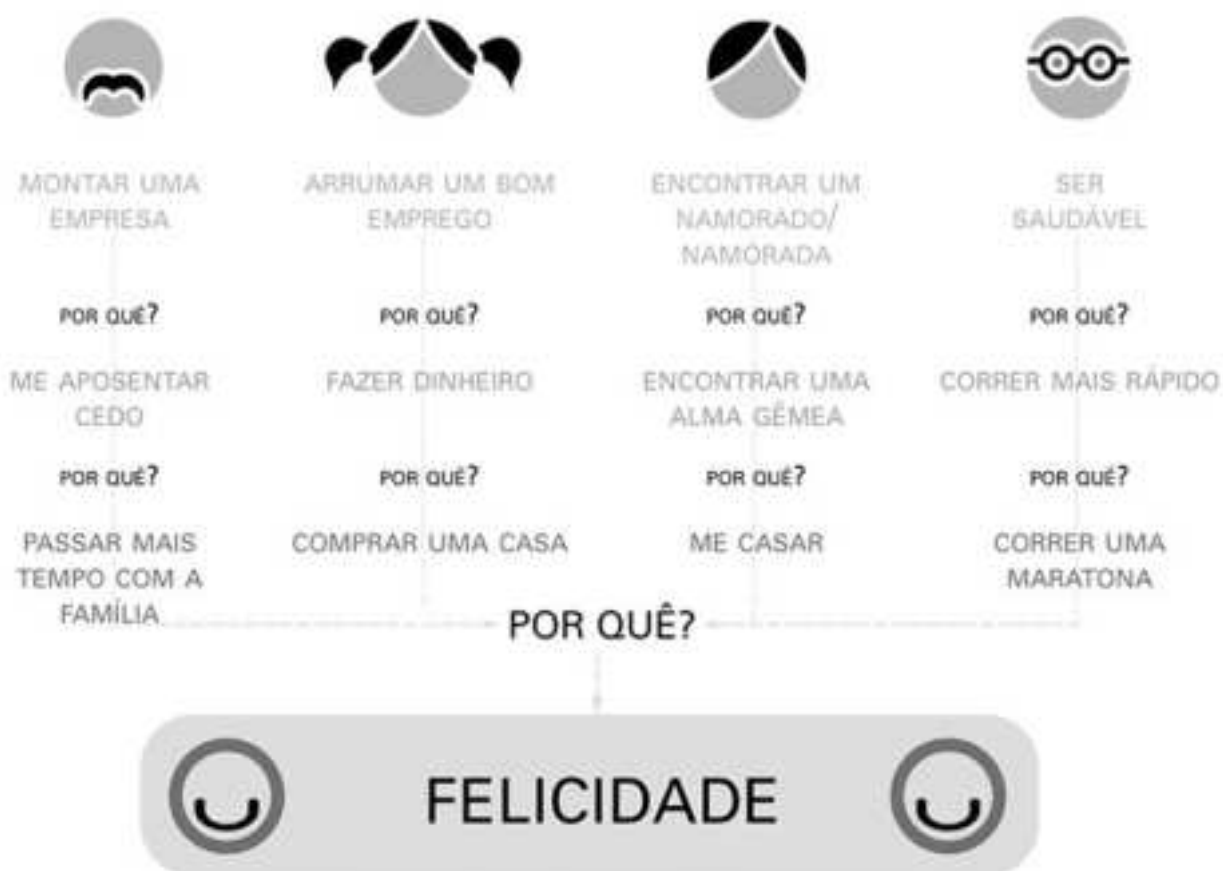 MONTAR UMA
EMPRESA
POR QUÊ?
ME APOSENTAR
CEDO
POR QUÊ?
PASSAR MAIS
TEMPO COM A
FAMÍLIA
ARRUMAR UM BOM
EMPREGO
POR QUÊ?
FAZER DINHEIRO
POR QUÊ?
COMPRAR UMA CASA
ENCONTRAR UM
NAMORADO/
NAMORADA
POR QUÊ?
ENCONTRAR UMA
ALMA GÊMEA
POR QUÊ?
ME CASAR
SER
SAUDÁVEL
POR QUÊ?
CORRER MAIS RÁPIDO
POR QUÊ?
CORRER UMA
MARATONA
POR QUÊ?
FELICIDADE